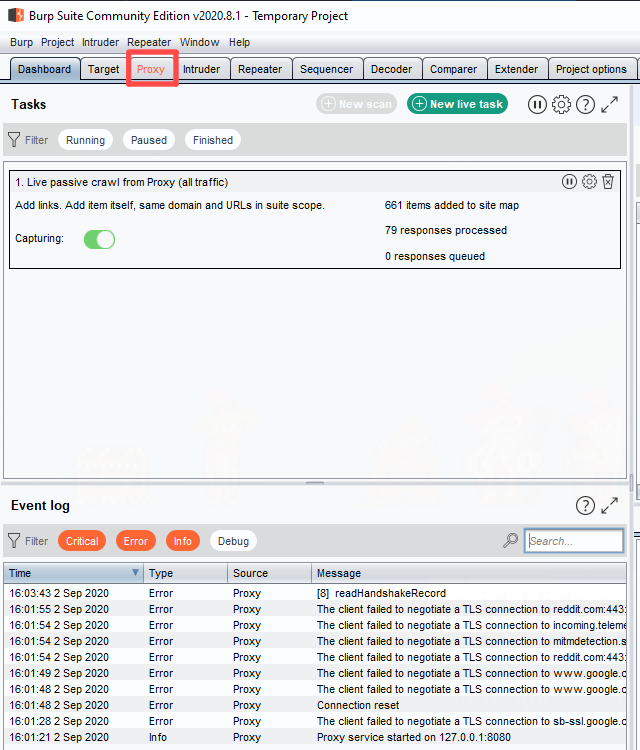 Burp Suite Community Edition v2020.8.1 - Temporary Project
Burp Project Intruder Repeater Window Help
Dashboard Target Proxy Intruder Repeater Sequencer Decoder Comparer Extender Project options
Tasks New scan New live task
Filter Running Paused Finished
1. Live passive crawl from Proxy (all traffic)
Add links. Add item itself, same domain and URLs in suite scope. 661 items added to site map
79 responses processed
Capturing:
0 responses queued
Event log
Filter Critical Error Info Debug Search...
Time Type Source Message
16:03:43 2 Sep 2020 Error Proxy [8] readHandshakeRecord
16:01:55 2 Sep 2020 Error Proxy The client failed to negotiate a TLS connection to reddit.com:443:
16:01:54 2 Sep 2020 Error Proxy The client failed to negotiate a TLS connection to incoming.teleme
16:01:54 2 Sep 2020 Error Proxy The client failed to negotiate a TLS connection to mitmdetection.s
16:01:54 2 Sep 2020 Error Proxy The client failed to negotiate a TLS connection to reddit.com:443:
16:01:49 2 Sep 2020 Error Proxy The client failed to negotiate a TLS connection to www.google.c
16:01:48 2 Sep 2020 Error Proxy The client failed to negotiate a TLS connection to www.google.c
16:01:48 2 Sep 2020 Error Proxy Connection reset
16:01:28 2 Sep 2020 Error Proxy The client failed to negotiate a TLS connection to sb-ssl.google.c
16:01:21 2 Sep 2020 Info Proxy Proxy service started on 127.0.0.1:8080